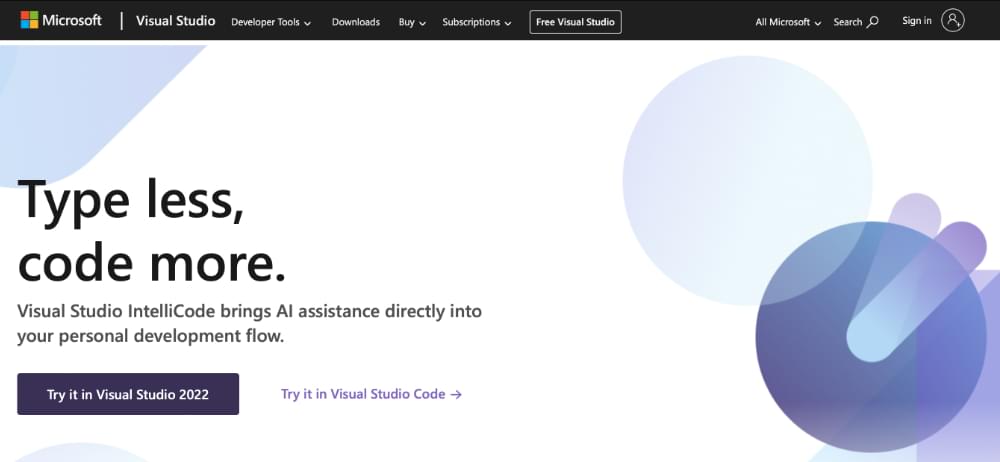 Microsoft Visual Studio Developer Tools Downloads Buy Subscriptions Free Visual Studio All Microsoft Search Sign in
Type less,
code more.
Visual Studio IntelliCode brings AI assistance directly into
your personal development flow.
Try it in Visual Studio 2022 Try it in Visual Studio Code →